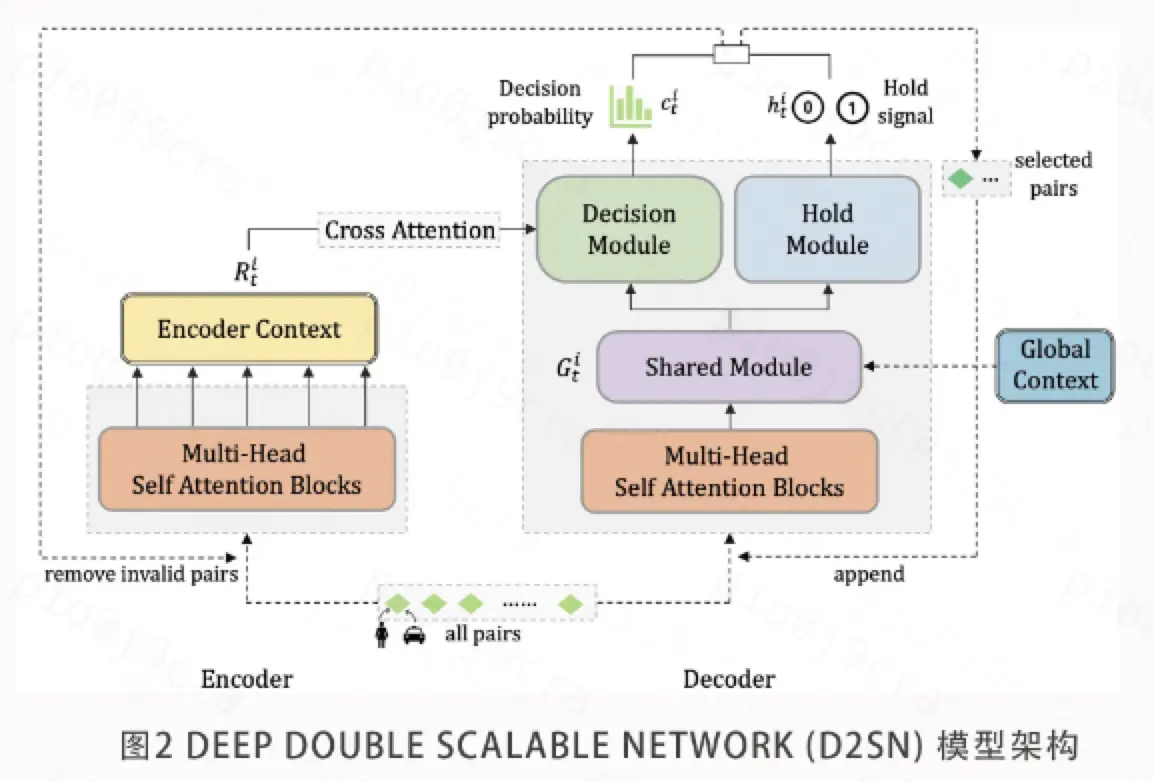 Decision
probability
c_t^i
h_t^i
0
1
Hold
signal
selected
pairs
...
Decision
Module
Hold
Module
Cross Attention
R_t^i
Encoder Context
G_t^i
Shared Module
Global
Context
Multi-Head
Self Attention Blocks
Multi-Head
Self Attention Blocks
remove invalid pairs
append
......
all pairs
Encoder
Decoder
图2 DEEP DOUBLE SCALABLE NETWORK (D2SN) 模型架构